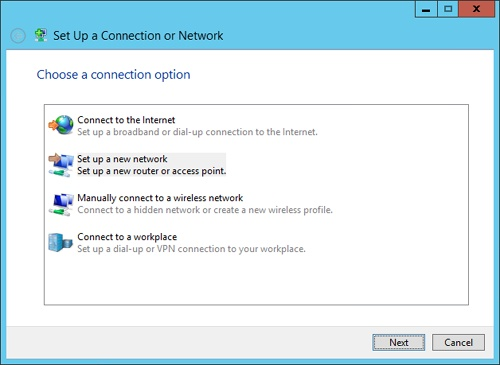 Set Up a Connection or Network
Choose a connection option
Connect to the Internet
Set up a broadband or dial-up connection to the Internet.
Set up a new network
Set up a new router or access point.
Manually connect to a wireless network
Connect to a hidden network or create a new wireless profile.
Connect to a workplace
Set up a dial-up or VPN connection to your workplace.
Next
Cancel